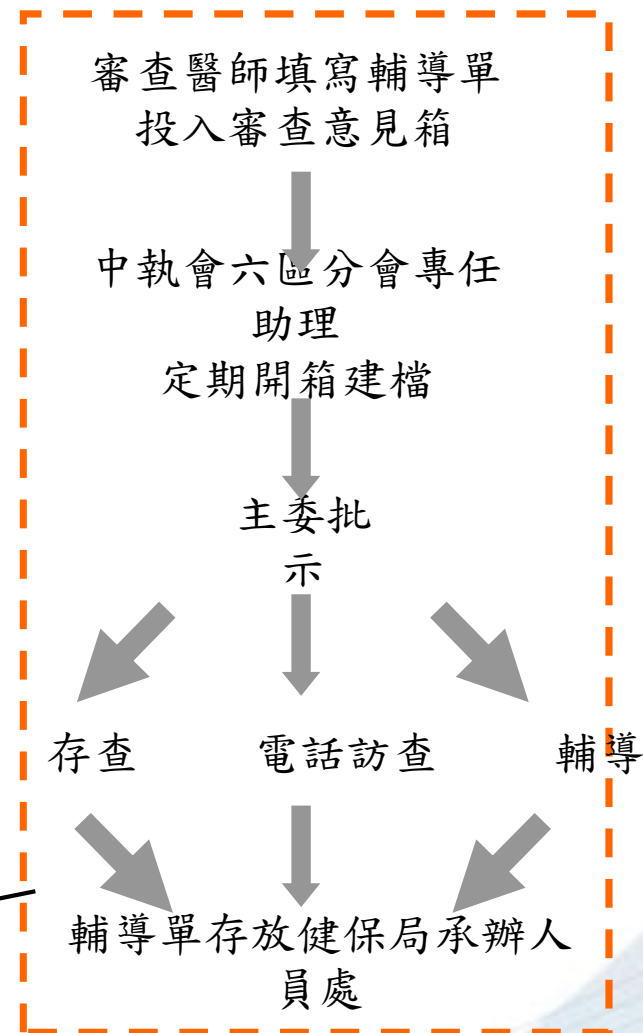 審查醫師填寫輔導單
投入審查意見箱
中執會六區分會專任
助理
定期開箱建檔
主委批
示
存查
電話訪查
輔導
輔導單存放健保局承辦人
員處